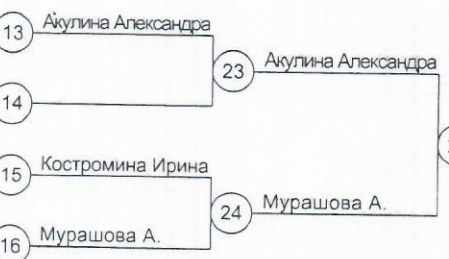 13 Акулина Александра
23 Акулина Александра
14
15 Костромина Ирина
24 Мурашова А.
16 Мурашова А.